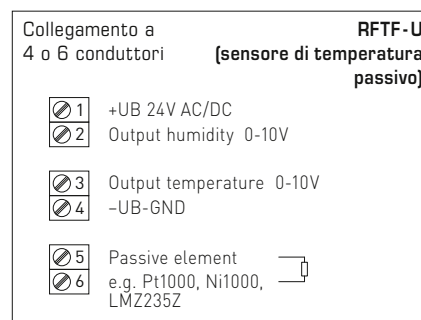 Collegamento a
4 o 6 conduttori
RFTF-U
(sensore di temperatura
passivo)
1 +UB 24V AC/DC
2 Output humidity 0-10V
3 Output temperature 0-10V
4 –UB-GND
5 Passive element
6 e.g. Pt1000, Ni1000,
LMZ235Z